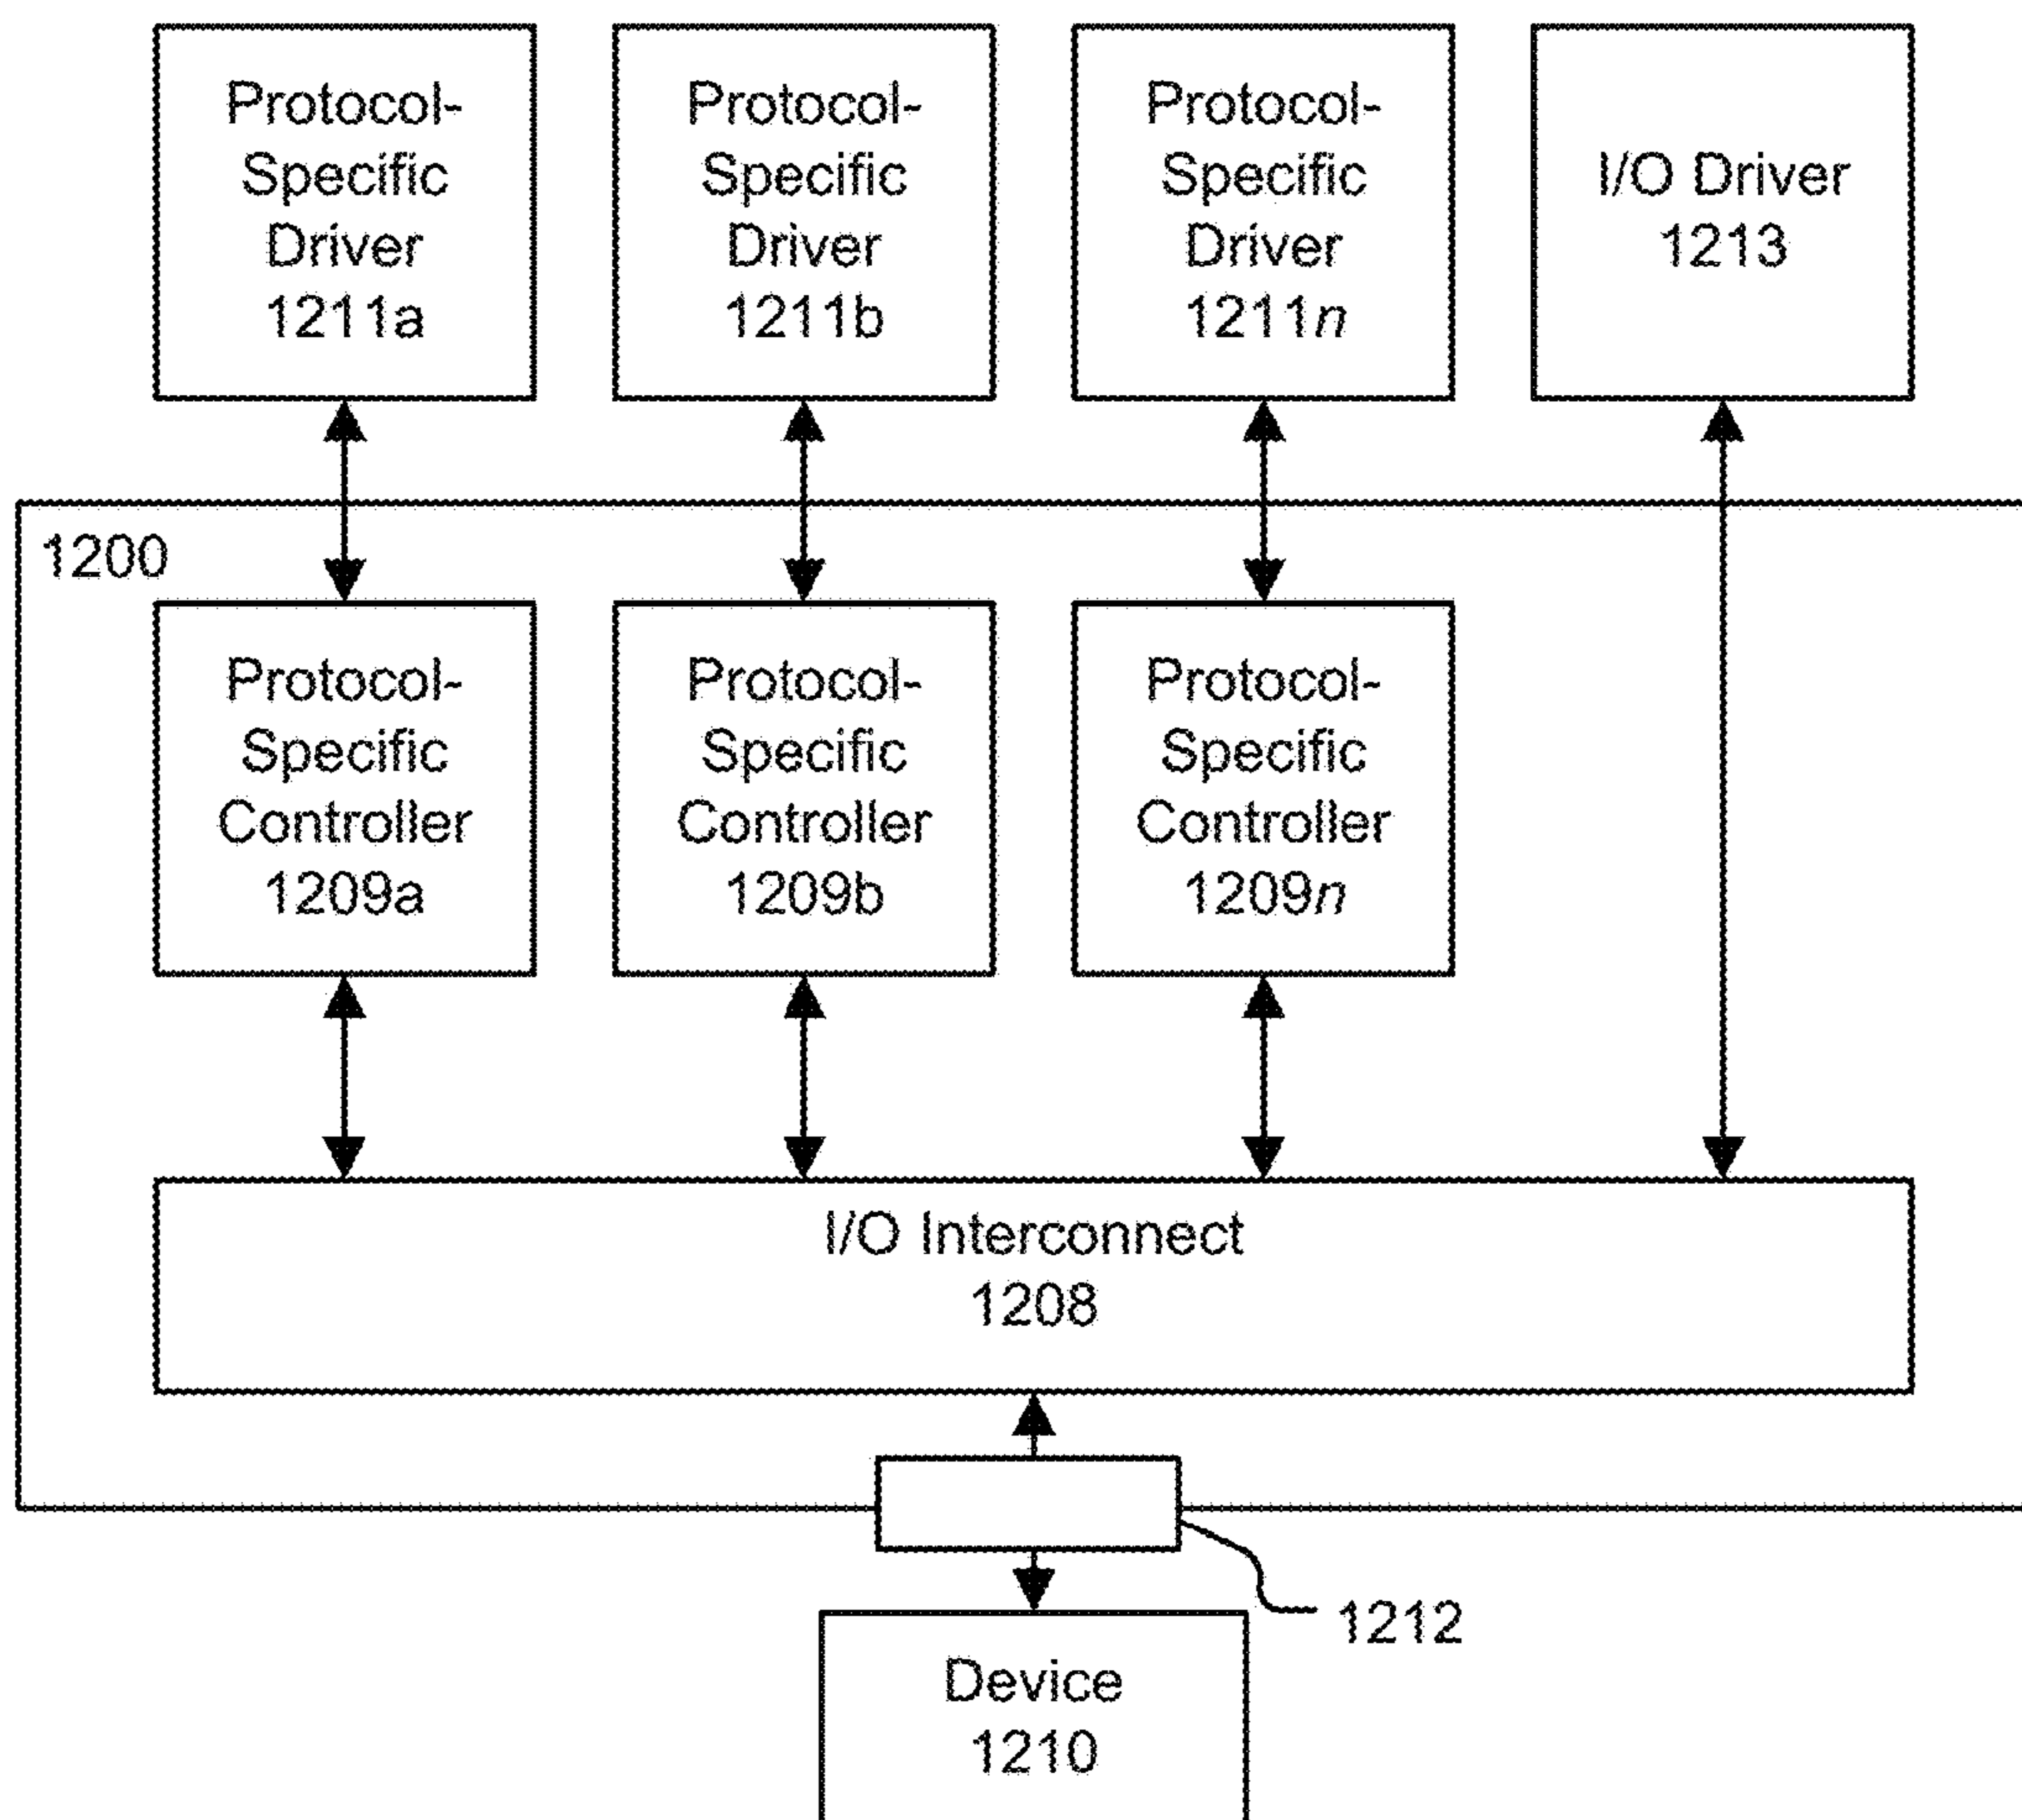 Protocol-
Specific
Driver
1211a
Protocol-
Specific
Driver
1211b
Protocol-
Specific
Driver
1211n
I/O Driver
1213
1200
Protocol-
Specific
Controller
1209a
Protocol-
Specific
Controller
1209b
Protocol-
Specific
Controller
1209n
I/O Interconnect
1208
1212
Device
1210